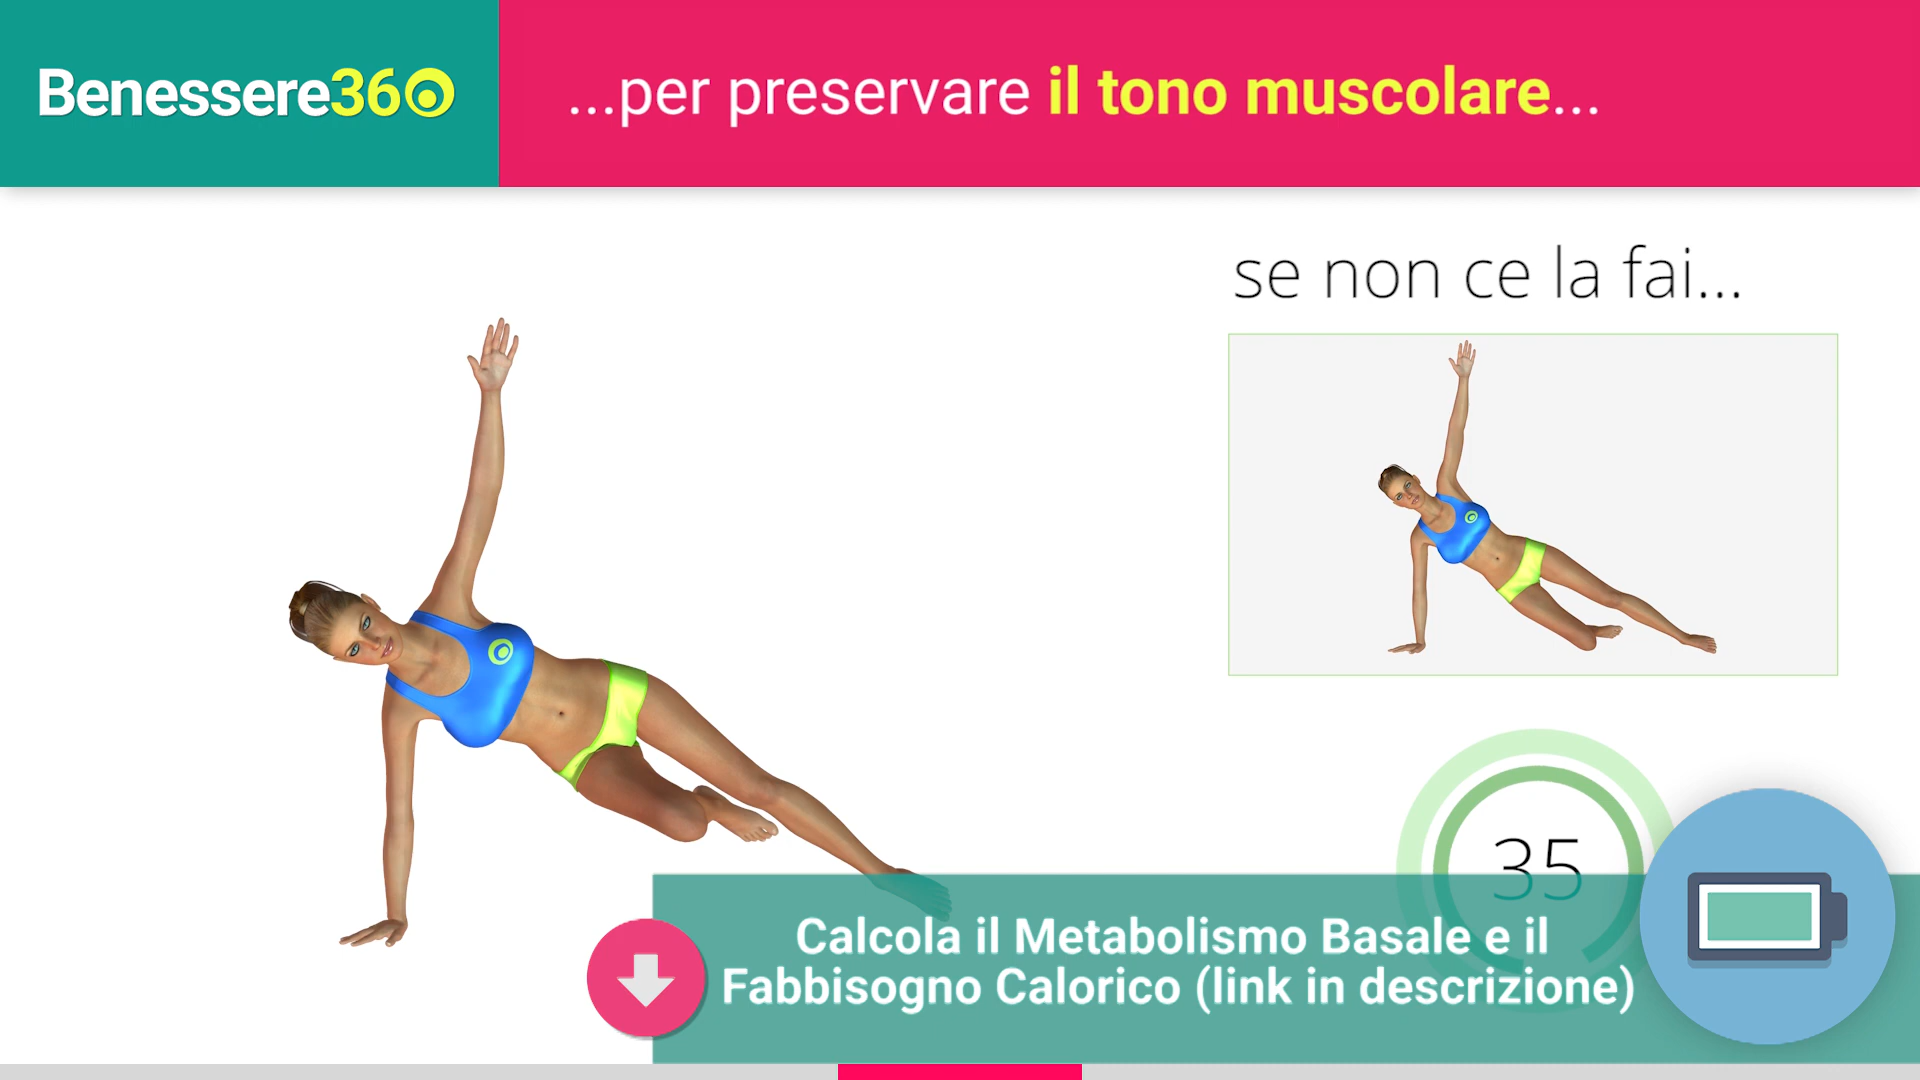 Benessere360
...per preservare il tono muscolare...
se non ce la fai...
35
Calcola il Metabolismo Basale e il
Fabbisogno Calorico (link in descrizione)